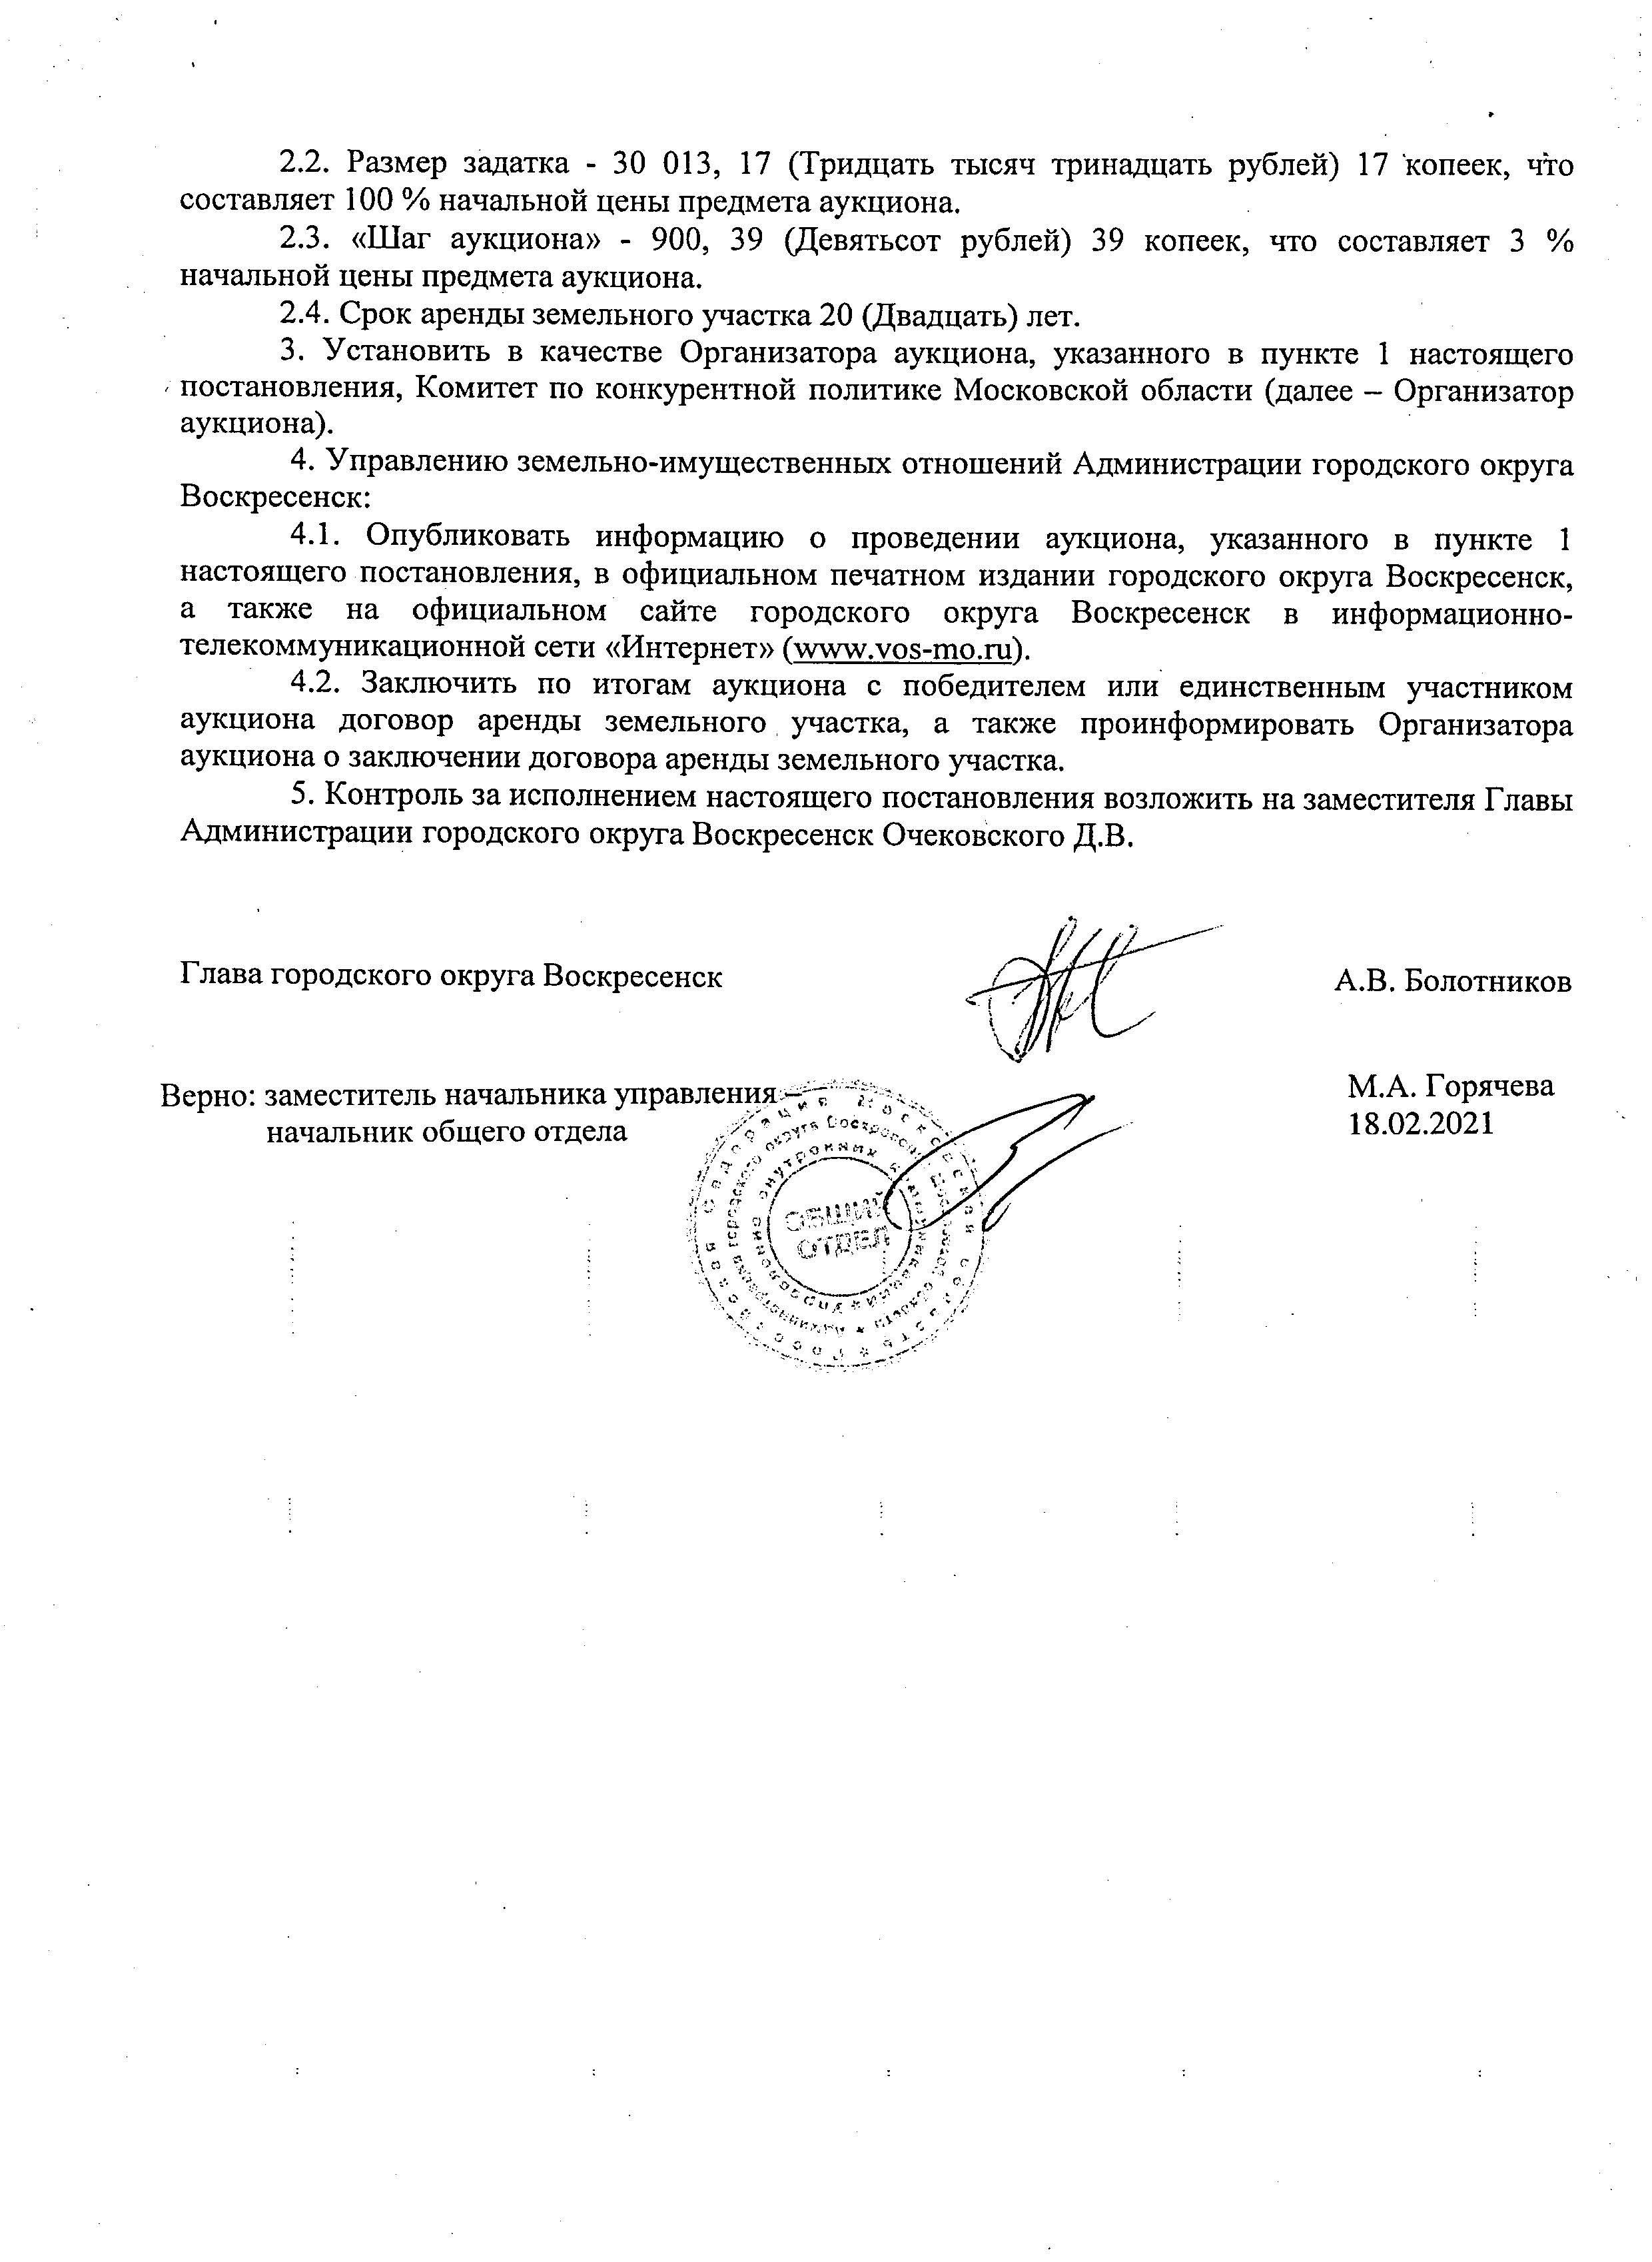 2.2. Размер задатка - 30 013, 17 (Тридцать тысяч тринадцать рублей) 17 копеек, что
составляет 100 % начальной цены предмета аукциона.
2.3. «Шаг аукциона» - 900, 39 (Девятьсот рублей) 39 копеек, что составляет 3 %
начальной цены предмета аукциона.
2.4. Срок аренды земельного участка 20 (Двадцать) лет.
3. Установить в качестве Организатора аукциона, указанного в пункте 1 настоящего
постановления, Комитет по конкурентной политике Московской области (далее – Организатор
аукциона).
4. Управлению земельно-имущественных отношений Администрации городского округа
Воскресенск:
4.1. Опубликовать информацию о проведении аукциона, указанного в пункте 1
настоящего постановления, в официальном печатном издании городского округа Воскресенск,
а также на официальном сайте городского округа Воскресенск в информационно-
телекоммуникационной сети «Интернет» (www.vos-mo.ru).
4.2. Заключить по итогам аукциона с победителем или единственным участником
аукциона договор аренды земельного участка, а также проинформировать Организатора
аукциона о заключении договора аренды земельного участка.
5. Контроль за исполнением настоящего постановления возложить на заместителя Главы
Администрации городского округа Воскресенск Очековского Д.В.
Глава городского округа Воскресенск А.В. Болотников
Верно: заместитель начальника управления – М.А. Горячева
начальник общего отдела 18.02.2021
ОБЩИЙ
ОТДЕЛ